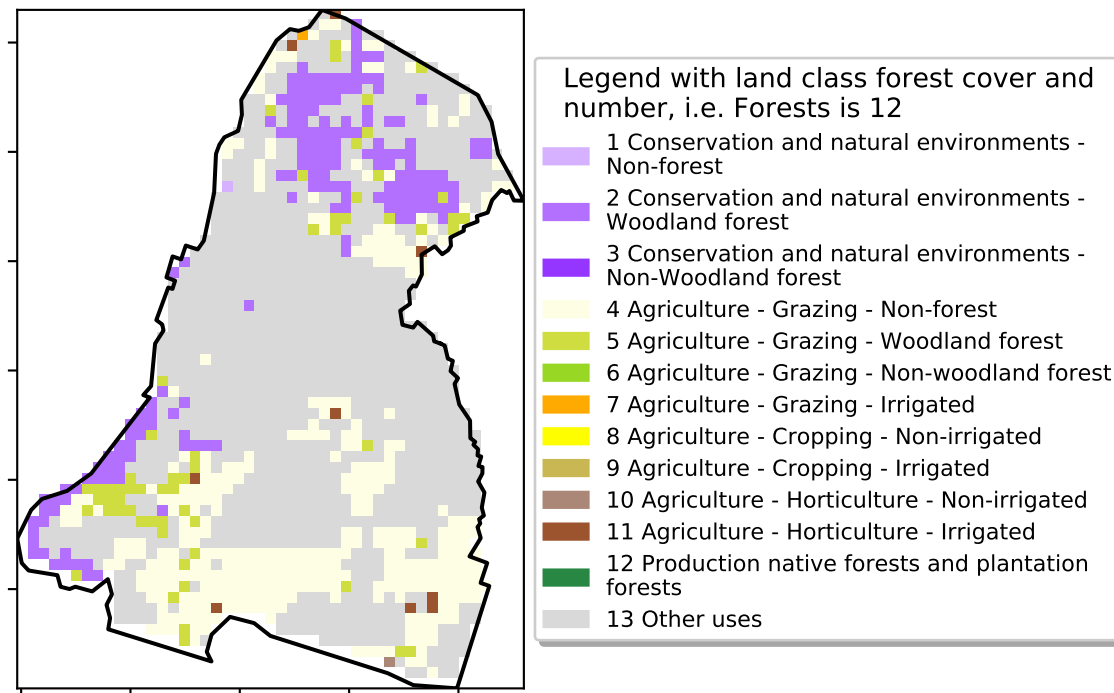 Legend with land class forest cover and
number, i.e. Forests is 12
1 Conservation and natural environments -
Non-forest
2 Conservation and natural environments -
Woodland forest
3 Conservation and natural environments -
Non-Woodland forest
4 Agriculture - Grazing - Non-forest
5 Agriculture - Grazing - Woodland forest
6 Agriculture - Grazing - Non-woodland forest
7 Agriculture - Grazing - Irrigated
8 Agriculture - Cropping - Non-irrigated
9 Agriculture - Cropping - Irrigated
10 Agriculture - Horticulture - Non-irrigated
11 Agriculture - Horticulture - Irrigated
12 Production native forests and plantation
forests
13 Other uses